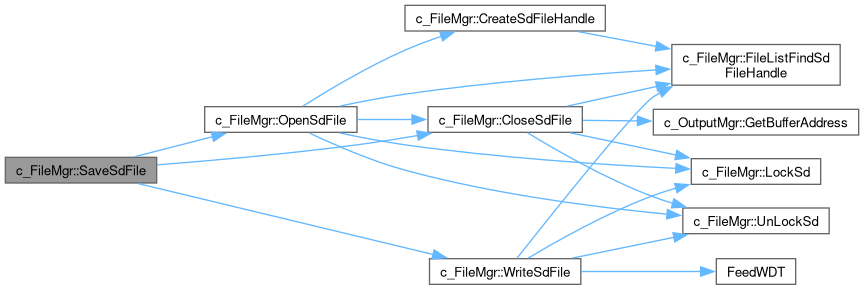 c_FileMgr::SaveSdFile
c_FileMgr::OpenSdFile
c_FileMgr::CreateSdFileHandle
c_FileMgr::CloseSdFile
c_FileMgr::WriteSdFile
c_FileMgr::FileListFindSd
FileHandle
c_OutputMgr::GetBufferAddress
c_FileMgr::LockSd
c_FileMgr::UnLockSd
FeedWDT